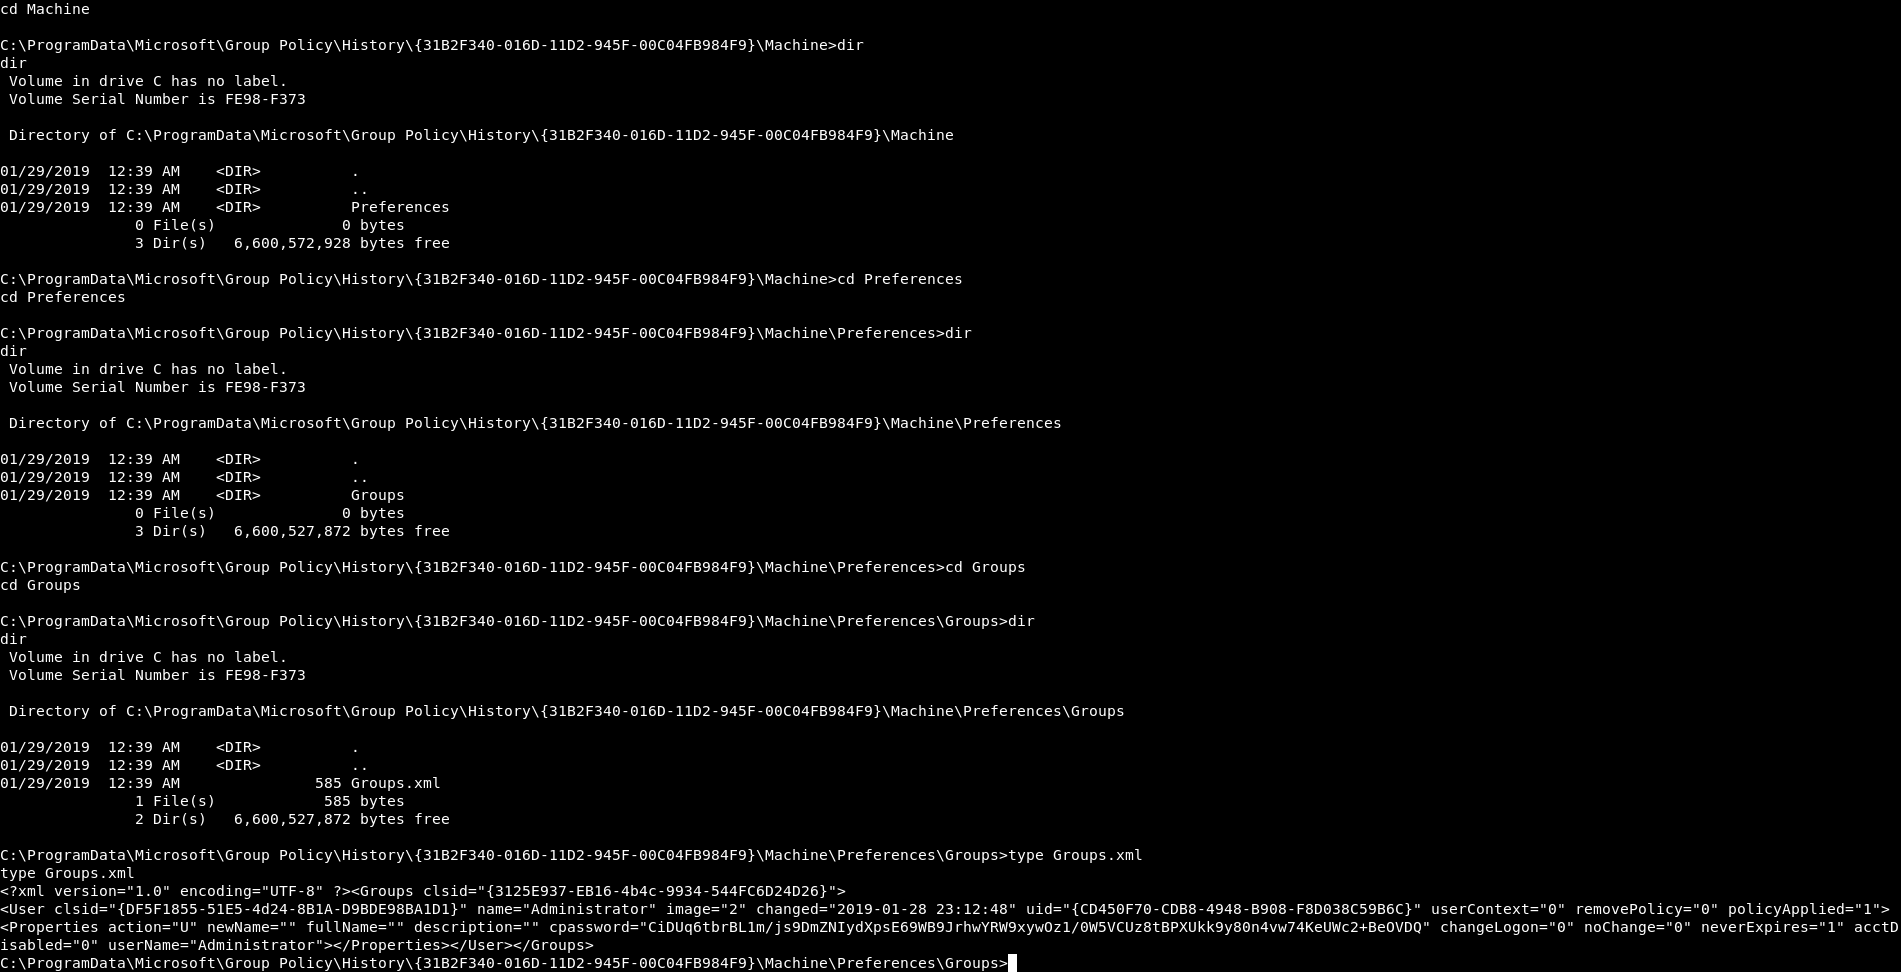 cd Machine
C:\ProgramData\Microsoft\Group Policy\History\{31B2F340-016D-11D2-945F-00C04FB984F9}\Machine>dir
dir
 Volume in drive C has no label.
 Volume Serial Number is FE98-F373
 Directory of C:\ProgramData\Microsoft\Group Policy\History\{31B2F340-016D-11D2-945F-00C04FB984F9}\Machine
01/29/2019  12:39 AM    <DIR>          .
01/29/2019  12:39 AM    <DIR>          ..
01/29/2019  12:39 AM    <DIR>          Preferences
               0 File(s)              0 bytes
               3 Dir(s)   6,600,572,928 bytes free
C:\ProgramData\Microsoft\Group Policy\History\{31B2F340-016D-11D2-945F-00C04FB984F9}\Machine>cd Preferences
cd Preferences
C:\ProgramData\Microsoft\Group Policy\History\{31B2F340-016D-11D2-945F-00C04FB984F9}\Machine\Preferences>dir
dir
 Volume in drive C has no label.
 Volume Serial Number is FE98-F373
 Directory of C:\ProgramData\Microsoft\Group Policy\History\{31B2F340-016D-11D2-945F-00C04FB984F9}\Machine\Preferences
01/29/2019  12:39 AM    <DIR>          .
01/29/2019  12:39 AM    <DIR>          ..
01/29/2019  12:39 AM    <DIR>          Groups
               0 File(s)              0 bytes
               3 Dir(s)   6,600,527,872 bytes free
C:\ProgramData\Microsoft\Group Policy\History\{31B2F340-016D-11D2-945F-00C04FB984F9}\Machine\Preferences>cd Groups
cd Groups
C:\ProgramData\Microsoft\Group Policy\History\{31B2F340-016D-11D2-945F-00C04FB984F9}\Machine\Preferences\Groups>dir
dir
 Volume in drive C has no label.
 Volume Serial Number is FE98-F373
 Directory of C:\ProgramData\Microsoft\Group Policy\History\{31B2F340-016D-11D2-945F-00C04FB984F9}\Machine\Preferences\Groups
01/29/2019  12:39 AM    <DIR>          .
01/29/2019  12:39 AM    <DIR>          ..
01/29/2019  12:39 AM               585 Groups.xml
               1 File(s)            585 bytes
               2 Dir(s)   6,600,527,872 bytes free
C:\ProgramData\Microsoft\Group Policy\History\{31B2F340-016D-11D2-945F-00C04FB984F9}\Machine\Preferences\Groups>type Groups.xml
type Groups.xml
<?xml version="1.0" encoding="UTF-8" ?><Groups clsid="{3125E937-EB16-4b4c-9934-544FC6D24D26}">
<User clsid="{DF5F1855-51E5-4d24-8B1A-D9BDE98BA1D1}" name="Administrator" image="2" changed="2019-01-28 23:12:48" uid="{CD450F70-CDB8-4948-B908-F8D038C59B6C}" userContext="0" removePolicy="0" policyApplied="1">
<Properties action="U" newName="" fullName="" description="" cpassword="CiDUq6tbrBL1m/js9DmZNIydXpsE69WB9JrhwYRW9xywOz1/0W5VCUz8tBPXUkk9y80n4vw74KeUWc2+BeOVDQ" changeLogon="0" noChange="0" neverExpires="1" acctD
isabled="0" userName="Administrator"></Properties></User></Groups>
C:\ProgramData\Microsoft\Group Policy\History\{31B2F340-016D-11D2-945F-00C04FB984F9}\Machine\Preferences\Groups>